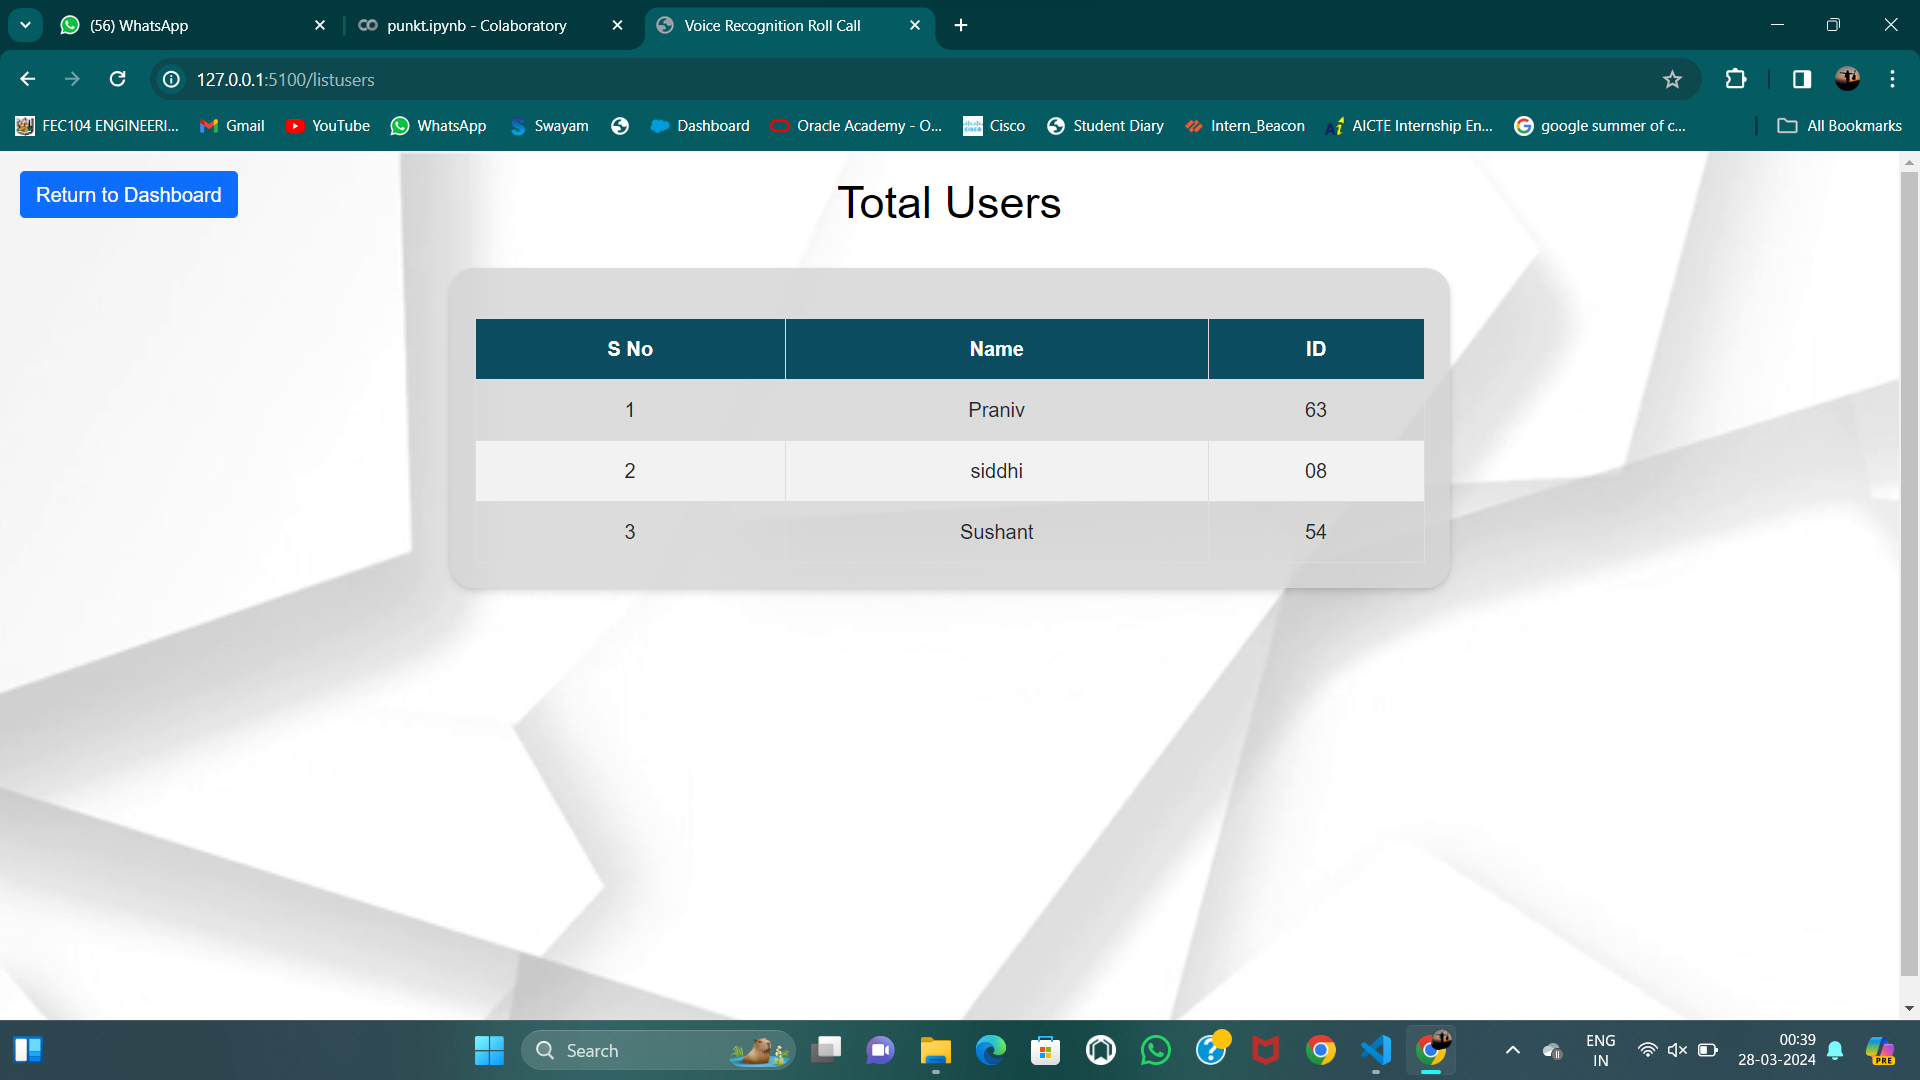 (56) WhatsApp
punkt.ipynb - Colaboratory
Voice Recognition Roll Call
127.0.0.1:5100/listusers
FEC104 ENGINEERI...
Gmail
YouTube
WhatsApp
Swayam
Dashboard
Oracle Academy - O...
Cisco
Student Diary
Intern_Beacon
AICTE Internship En...
google summer of c...
All Bookmarks
Return to Dashboard
Total Users
S No Name ID
1 Praniv 63
2 siddhi 08
3 Sushant 54
Search
ENG
IN
00:39
28-03-2024
PRE